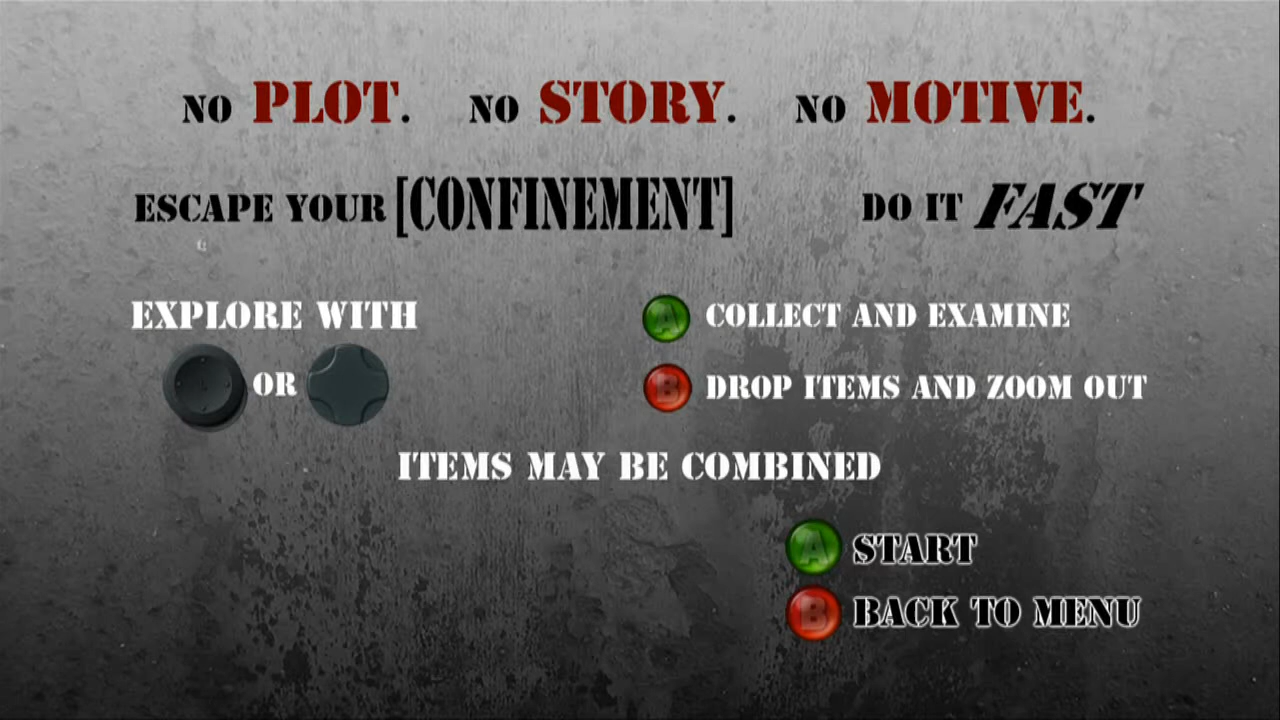 NO PLOT. NO STORY. NO MOTIVE.
ESCAPE YOUR [CONFINEMENT] DO IT FAST
EXPLORE WITH
OR
A COLLECT AND EXAMINE
B DROP ITEMS AND ZOOM OUT
ITEMS MAY BE COMBINED
A START
B BACK TO MENU